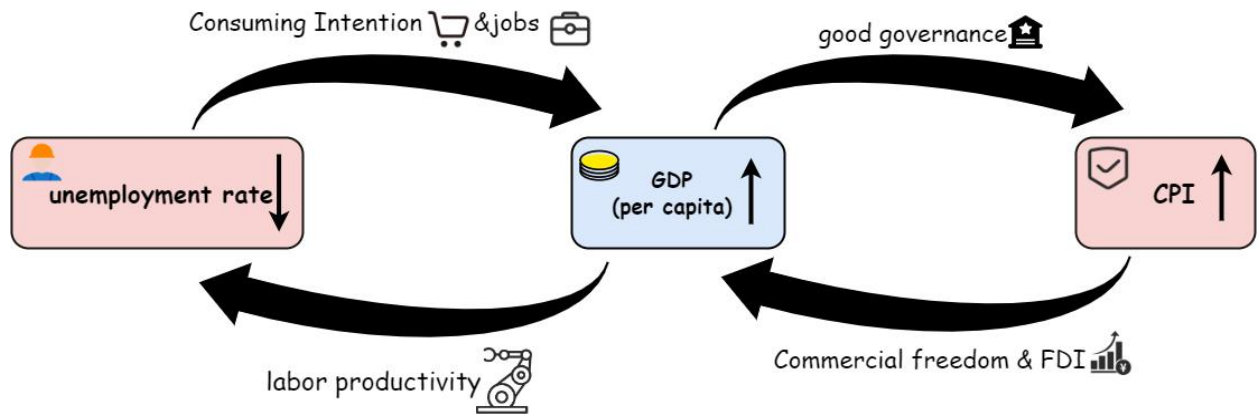 Consuming Intention &jobs
good governance
unemployment rate
GDP
(per capita)
CPI
labor productivity
Commercial freedom & FDI
¥